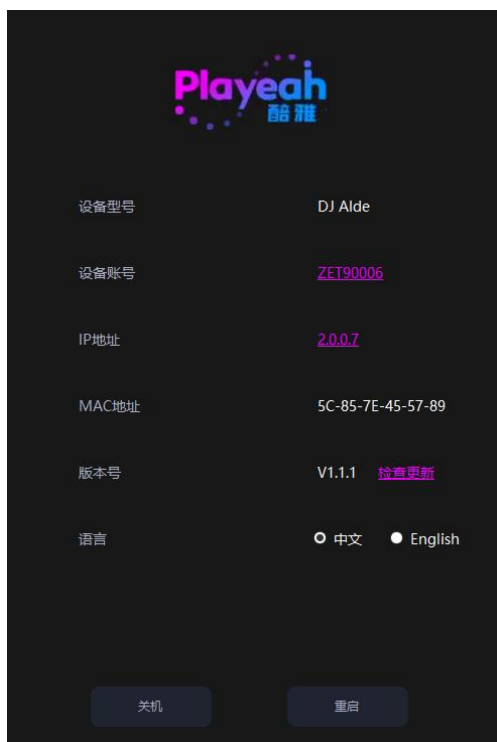 Playeah
酷雅
设备型号 DJ Alde
设备账号 ZET90006
IP地址 2.0.0.7
MAC地址 5C-85-7E-45-57-89
版本号 V1.1.1 检查更新
语言 中文 English
关机 重启